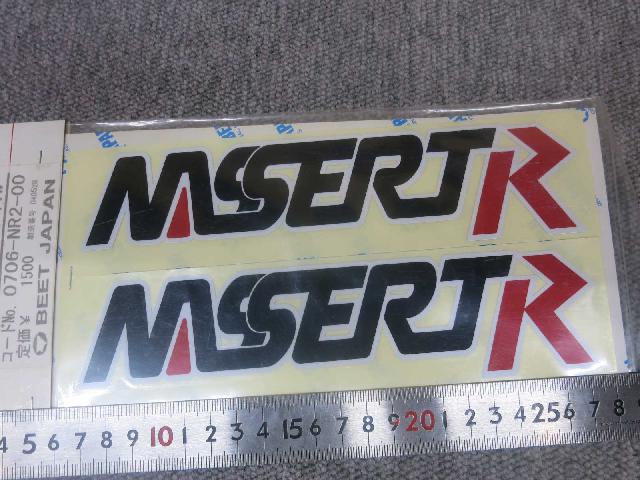 NASSERT R
NASSERT R
コードNo. 0706-NR2-00
定価¥ 1500
BEET JAPAN
4 5 6 7 8 9 10 1 2 3 4 15 6 7 8 9 20 1 2 3 4 25 6 7 8 9